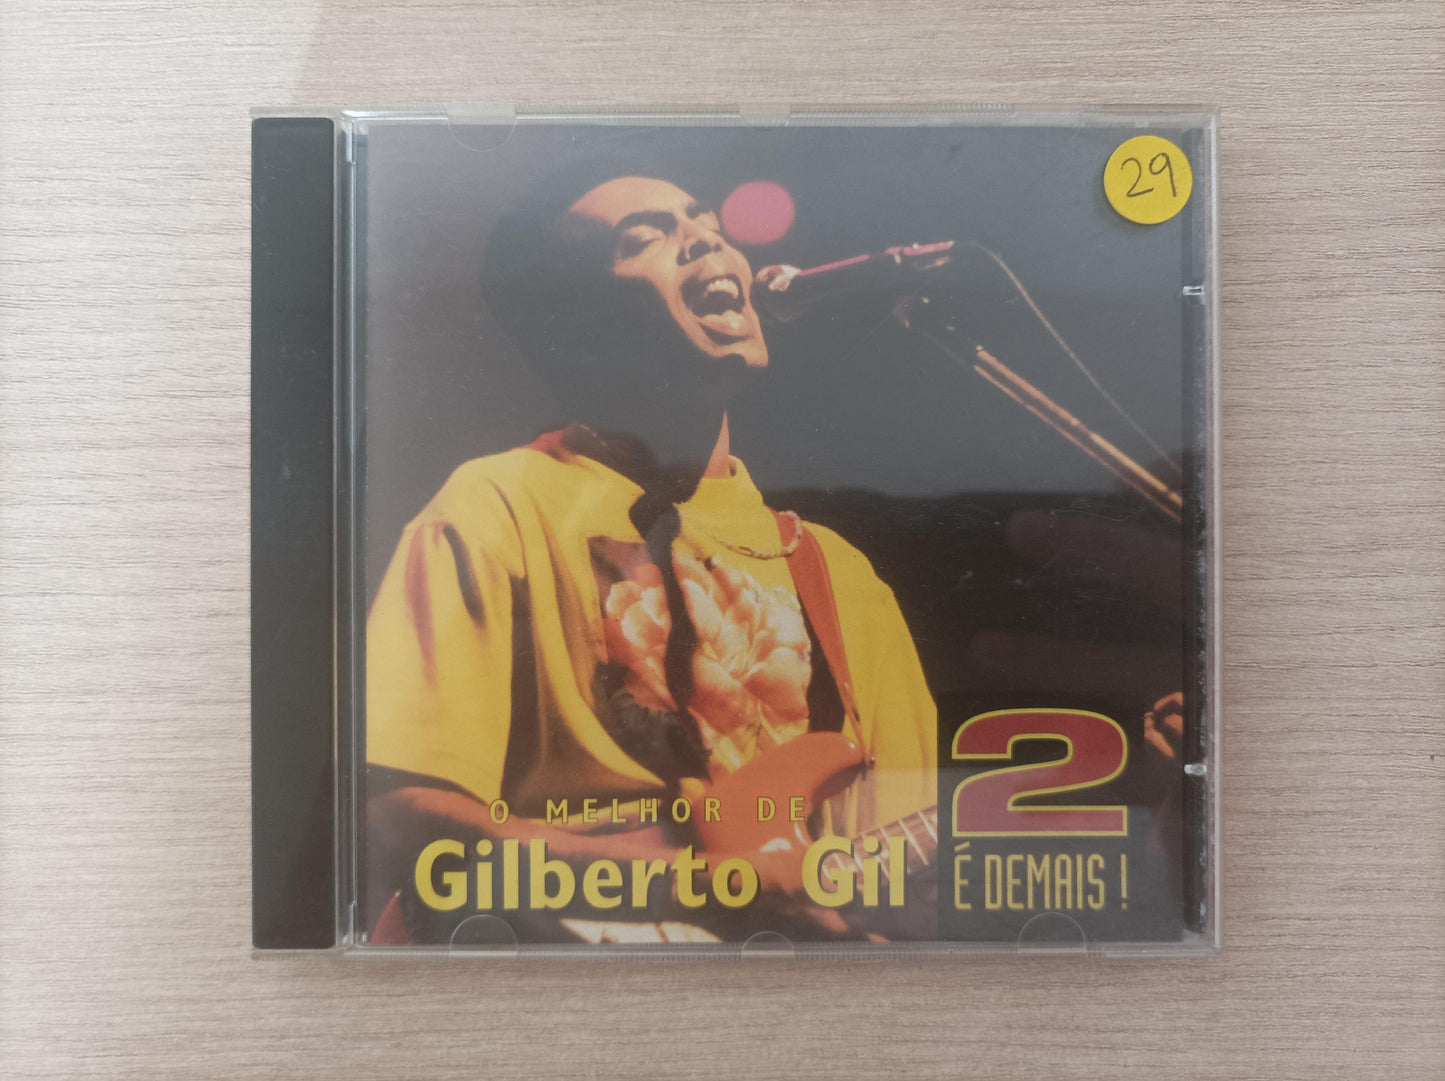 29
O MELHOR DE
Gilberto Gil
2
É DEMAIS!